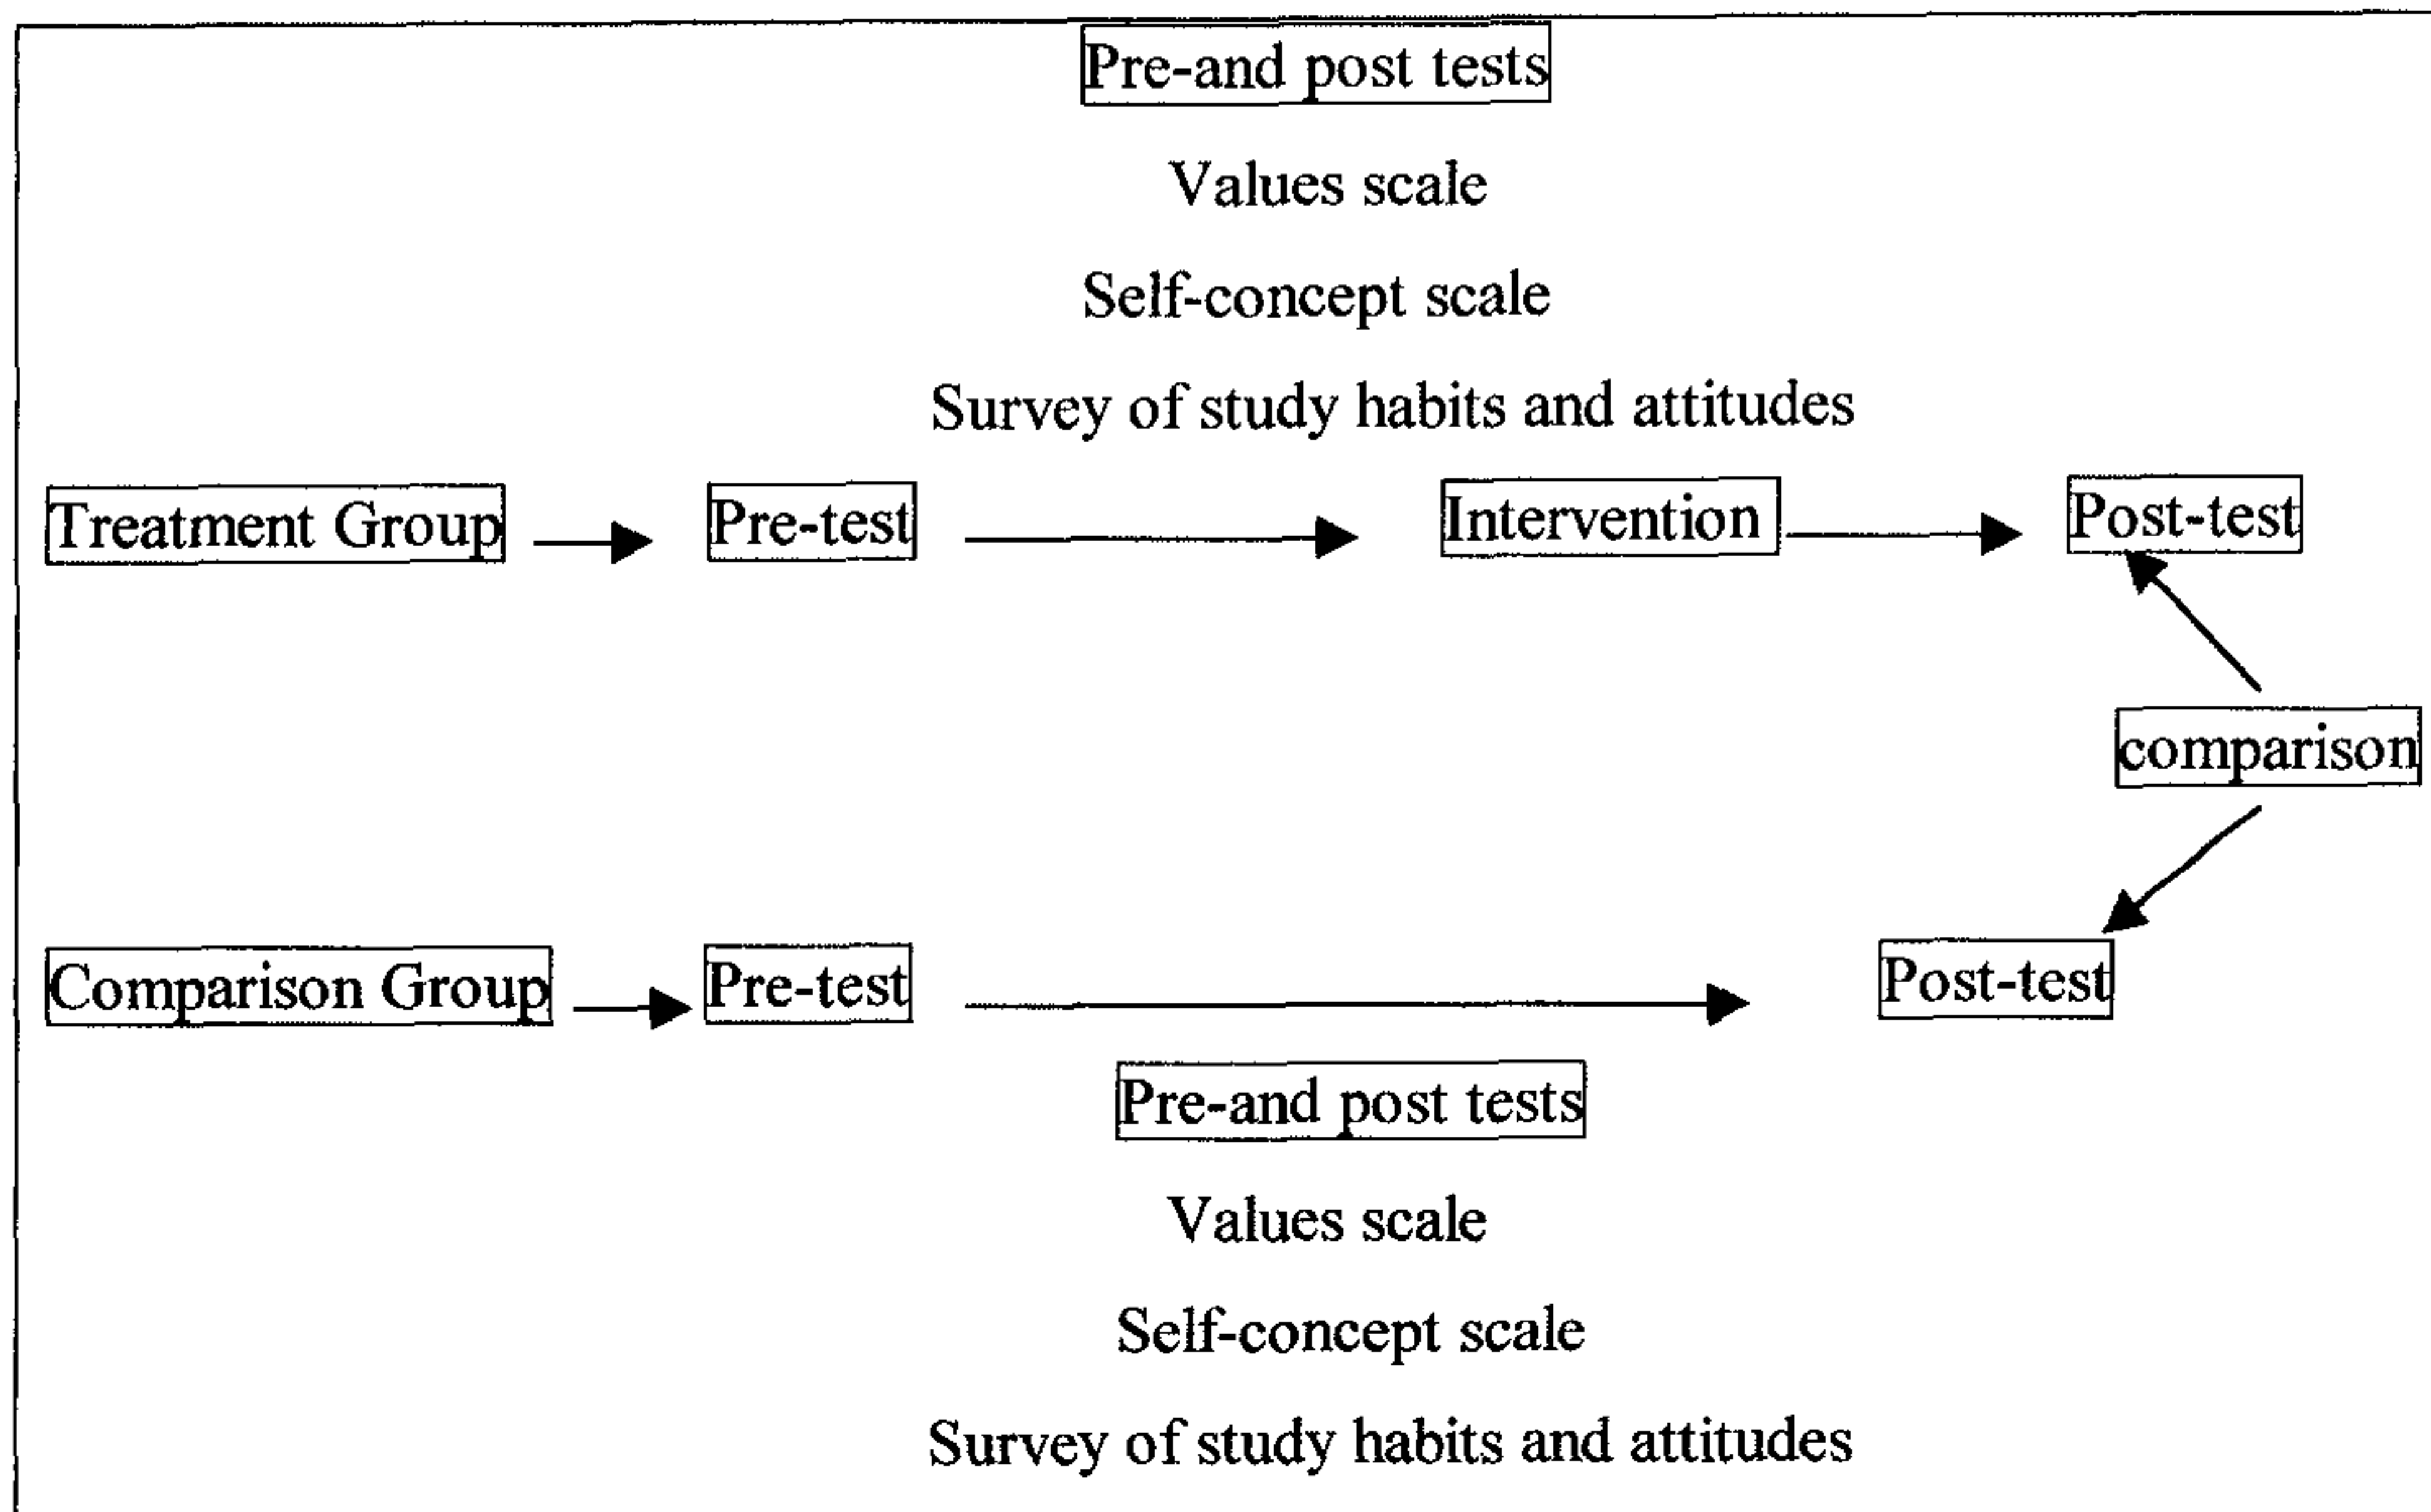 Pre-and post tests
Values scale
Self-concept scale
Survey of study habits and attitudes
Treatment Group Pre-test Intervention Post-test
comparison
Comparison Group Pre-test Post-test
Pre-and post tests
Values scale
Self-concept scale
Survey of study habits and attitudes